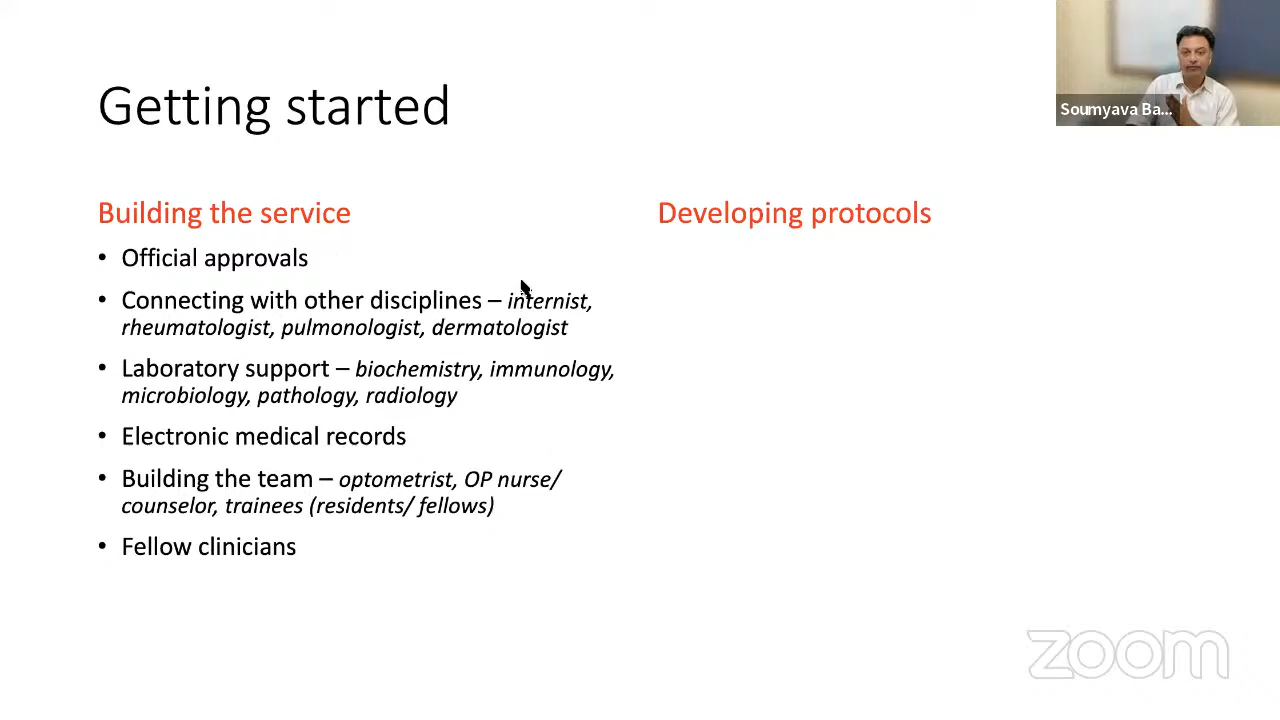 Getting started
Soumyava Ba...
Building the service
• Official approvals
• Connecting with other disciplines – internist,
rheumatologist, pulmonologist, dermatologist
• Laboratory support – biochemistry, immunology,
microbiology, pathology, radiology
• Electronic medical records
• Building the team – optometrist, OP nurse/
counselor, trainees (residents/ fellows)
• Fellow clinicians
Developing protocols
zoom